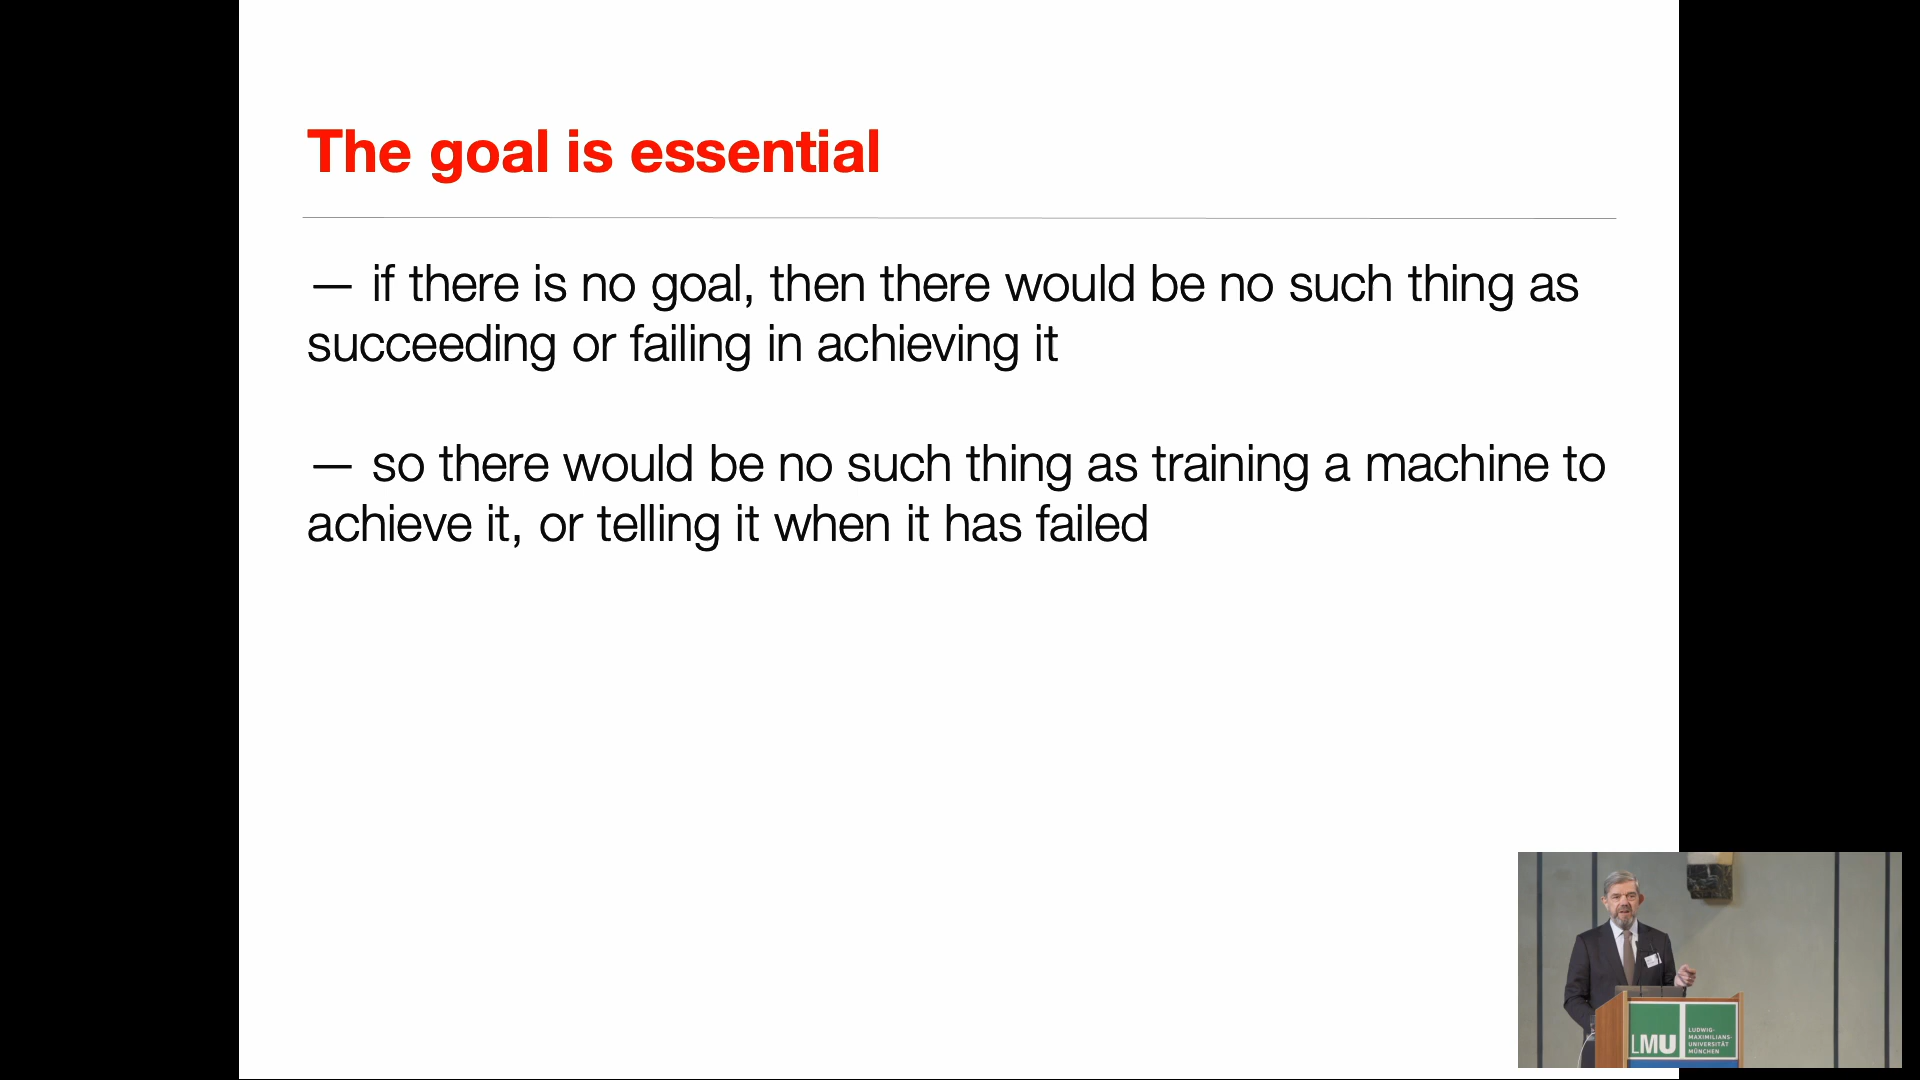 The goal is essential
— if there is no goal, then there would be no such thing as
succeeding or failing in achieving it
— so there would be no such thing as training a machine to
achieve it, or telling it when it has failed
LMU
LUDWIG-
MAXIMILIANS-
UNIVERSITÄT
MÜNCHEN